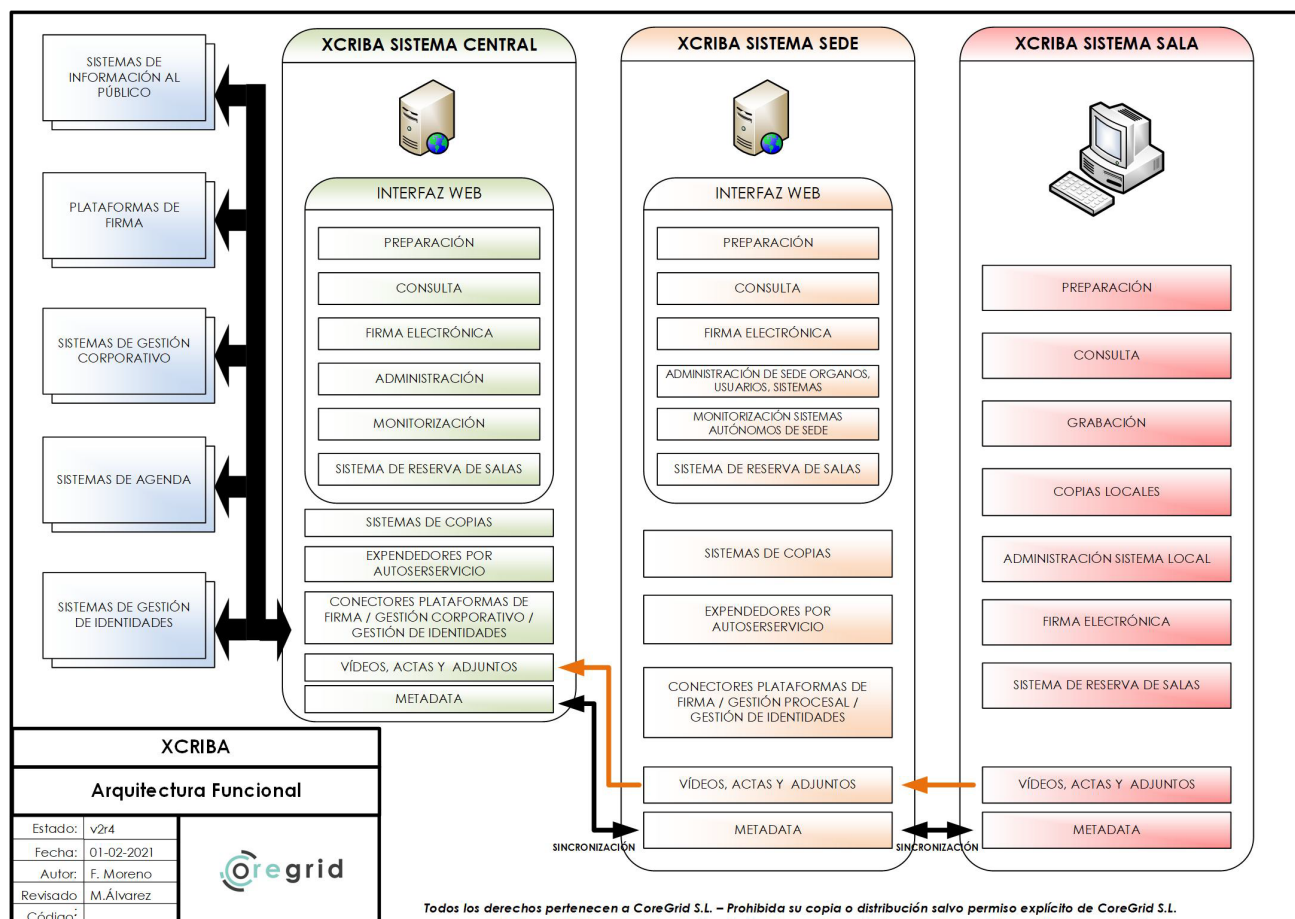 SISTEMAS DE
INFORMACIÓN AL
PÚBLICO
PLATAFORMAS DE
FIRMA
SISTEMAS DE GESTIÓN
CORPORATIVO
SISTEMAS DE AGENDA
SISTEMAS DE GESTIÓN
DE IDENTIDADES
XCRIBA SISTEMA CENTRAL
INTERFAZ WEB
PREPARACIÓN
CONSULTA
FIRMA ELECTRÓNICA
ADMINISTRACIÓN
MONITORIZACIÓN
SISTEMA DE RESERVA DE SALAS
SISTEMAS DE COPIAS
EXPENDEDORES POR
AUTOSERSERVICIO
CONECTORES PLATAFORMAS DE
FIRMA / GESTIÓN CORPORATIVO /
GESTIÓN DE IDENTIDADES
VÍDEOS, ACTAS Y ADJUNTOS
METADATA
XCRIBA SISTEMA SEDE
INTERFAZ WEB
PREPARACIÓN
CONSULTA
FIRMA ELECTRÓNICA
ADMINISTRACIÓN DE SEDE ORGANOS,
USUARIOS, SISTEMAS
MONITORIZACIÓN SISTEMAS
AUTÓNOMOS DE SEDE
SISTEMA DE RESERVA DE SALAS
SISTEMAS DE COPIAS
EXPENDEDORES POR
AUTOSERSERVICIO
CONECTORES PLATAFORMAS DE
FIRMA / GESTIÓN PROCESAL /
GESTIÓN DE IDENTIDADES
VÍDEOS, ACTAS Y ADJUNTOS
METADATA
SINCRONIZACIÓN
XCRIBA SISTEMA SALA
PREPARACIÓN
CONSULTA
GRABACIÓN
COPIAS LOCALES
ADMINISTRACIÓN SISTEMA LOCAL
FIRMA ELECTRÓNICA
SISTEMA DE RESERVA DE SALAS
VÍDEOS, ACTAS Y ADJUNTOS
METADATA
SINCRONIZACIÓN
XCRIBA
Arquitectura Funcional
Estado: v2r4
Fecha: 01-02-2021
Autor: F. Moreno
Revisado: M.Álvarez
Código:
coregrid
Todos los derechos pertenecen a CoreGrid S.L. – Prohibida su copia o distribución salvo permiso explícito de CoreGrid S.L.